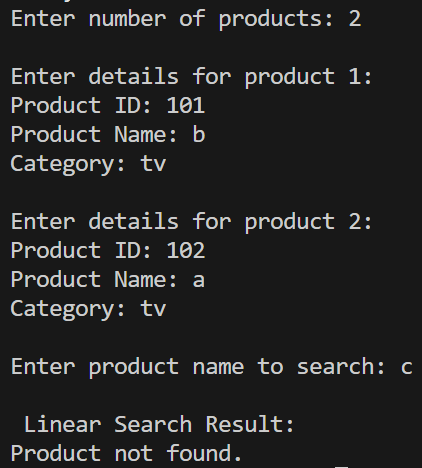 Enter number of products: 2
Enter details for product 1:
Product ID: 101
Product Name: b
Category: tv
Enter details for product 2:
Product ID: 102
Product Name: a
Category: tv
Enter product name to search: c
Linear Search Result:
Product not found.